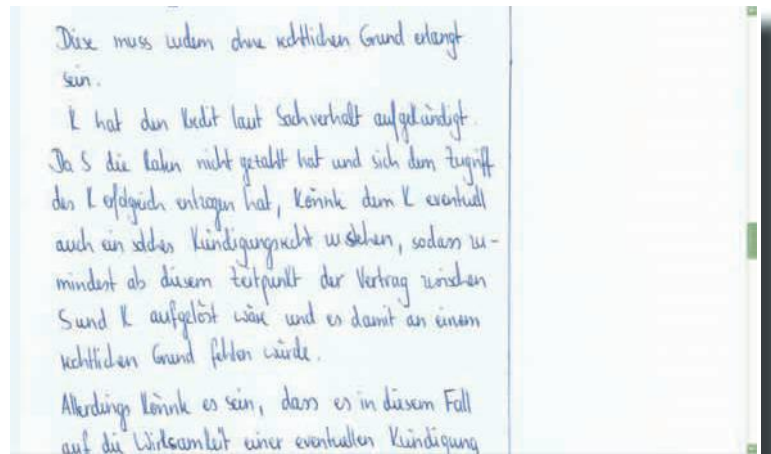 Diese muss zudem ohne rechtlichen Grund erlangt
sein.
K hat den Kredit laut Sachverhalt aufgekündigt.
Da S die Raten nicht gezahlt hat und sich dem Zugriff
des K erfolgreich entzogen hat, könnte dem K eventuell
auch ein solches Kündigungsrecht zustehen, sodass zu-
mindest ab diesem Zeitpunkt der Vertrag zwischen
S und K aufgelöst wäre und es damit an einem
rechtlichen Grund fehlen würde.
Allerdings könnte es sein, dass es in diesem Fall
auf die Wirksamkeit einer eventuellen Kündigung